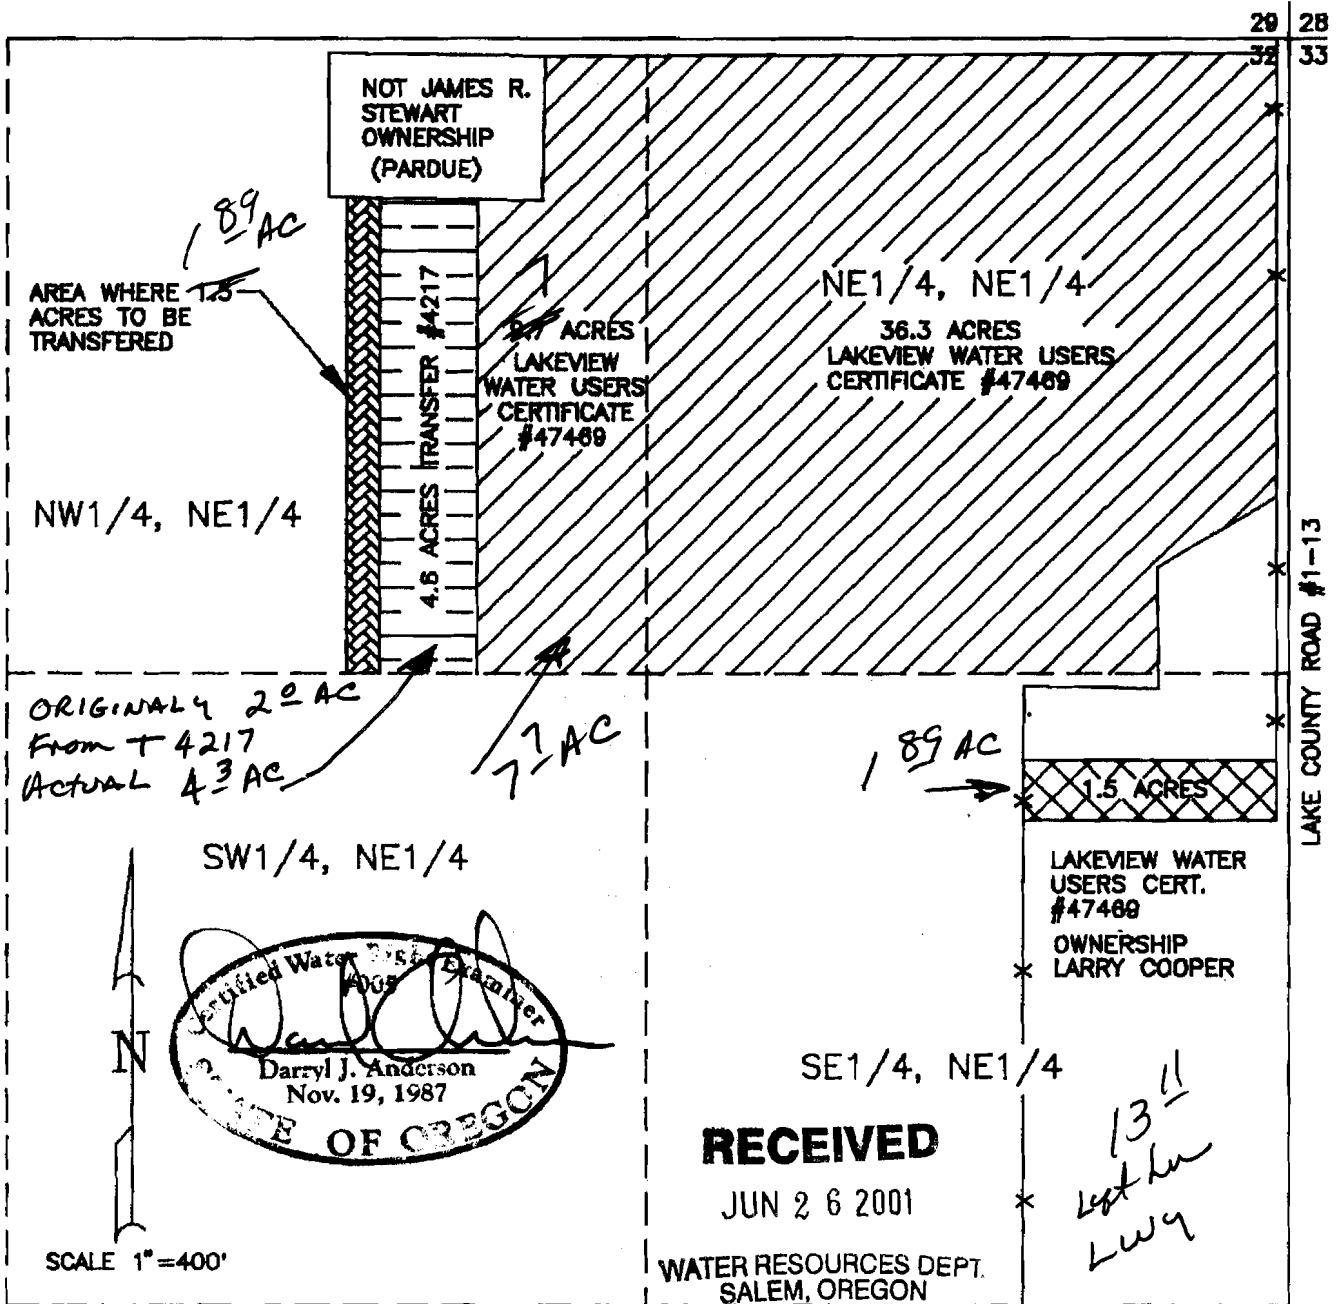 29 28
32 33
NOT JAMES R.
STEWART
OWNERSHIP
(PARDUE)
1 89 AC
AREA WHERE 1.5
ACRES TO BE
TRANSFERED
4.6 ACRES TRANSFER #4217
7
ACRES
LAKEVIEW
WATER USERS
CERTIFICATE
#47469
NE1/4, NE1/4
36.3 ACRES
LAKEVIEW WATER USERS
CERTIFICATE #47469
NW1/4, NE1/4
LAKE COUNTY ROAD #1-13
ORIGINALY 2 0 AC
From T 4217
ACTUAL 4 3 AC
7 7 AC
1 89 AC
1.5 ACRES
LAKEVIEW WATER
USERS CERT.
#47469
OWNERSHIP
LARRY COOPER
SW1/4, NE1/4
Certified Water Examiner
Darryl J. Anderson
Nov. 19, 1987
STATE OF OREGON
N
SCALE 1"=400'
SE1/4, NE1/4
13 11
RECEIVED
JUN 26 2001
WATER RESOURCES DEPT.
SALEM, OREGON